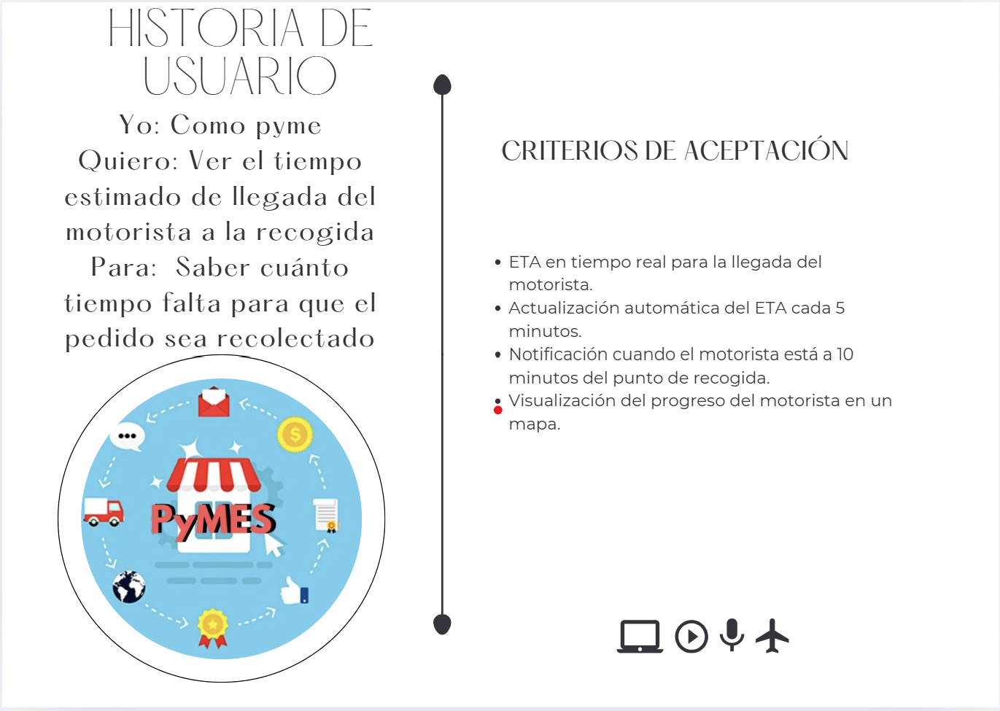 HISTORIA DE
USUARIO
Yo: Como pyme
Quiero: Ver el tiempo
estimado de llegada del
motorista a la recogida
Para: Saber cuánto
tiempo falta para que el
pedido sea recolectado
PyMES
CRITERIOS DE ACEPTACIÓN
• ETA en tiempo real para la llegada del
motorista.
• Actualización automática del ETA cada 5
minutos.
• Notificación cuando el motorista está a 10
minutos del punto de recogida.
• Visualización del progreso del motorista en un
mapa.